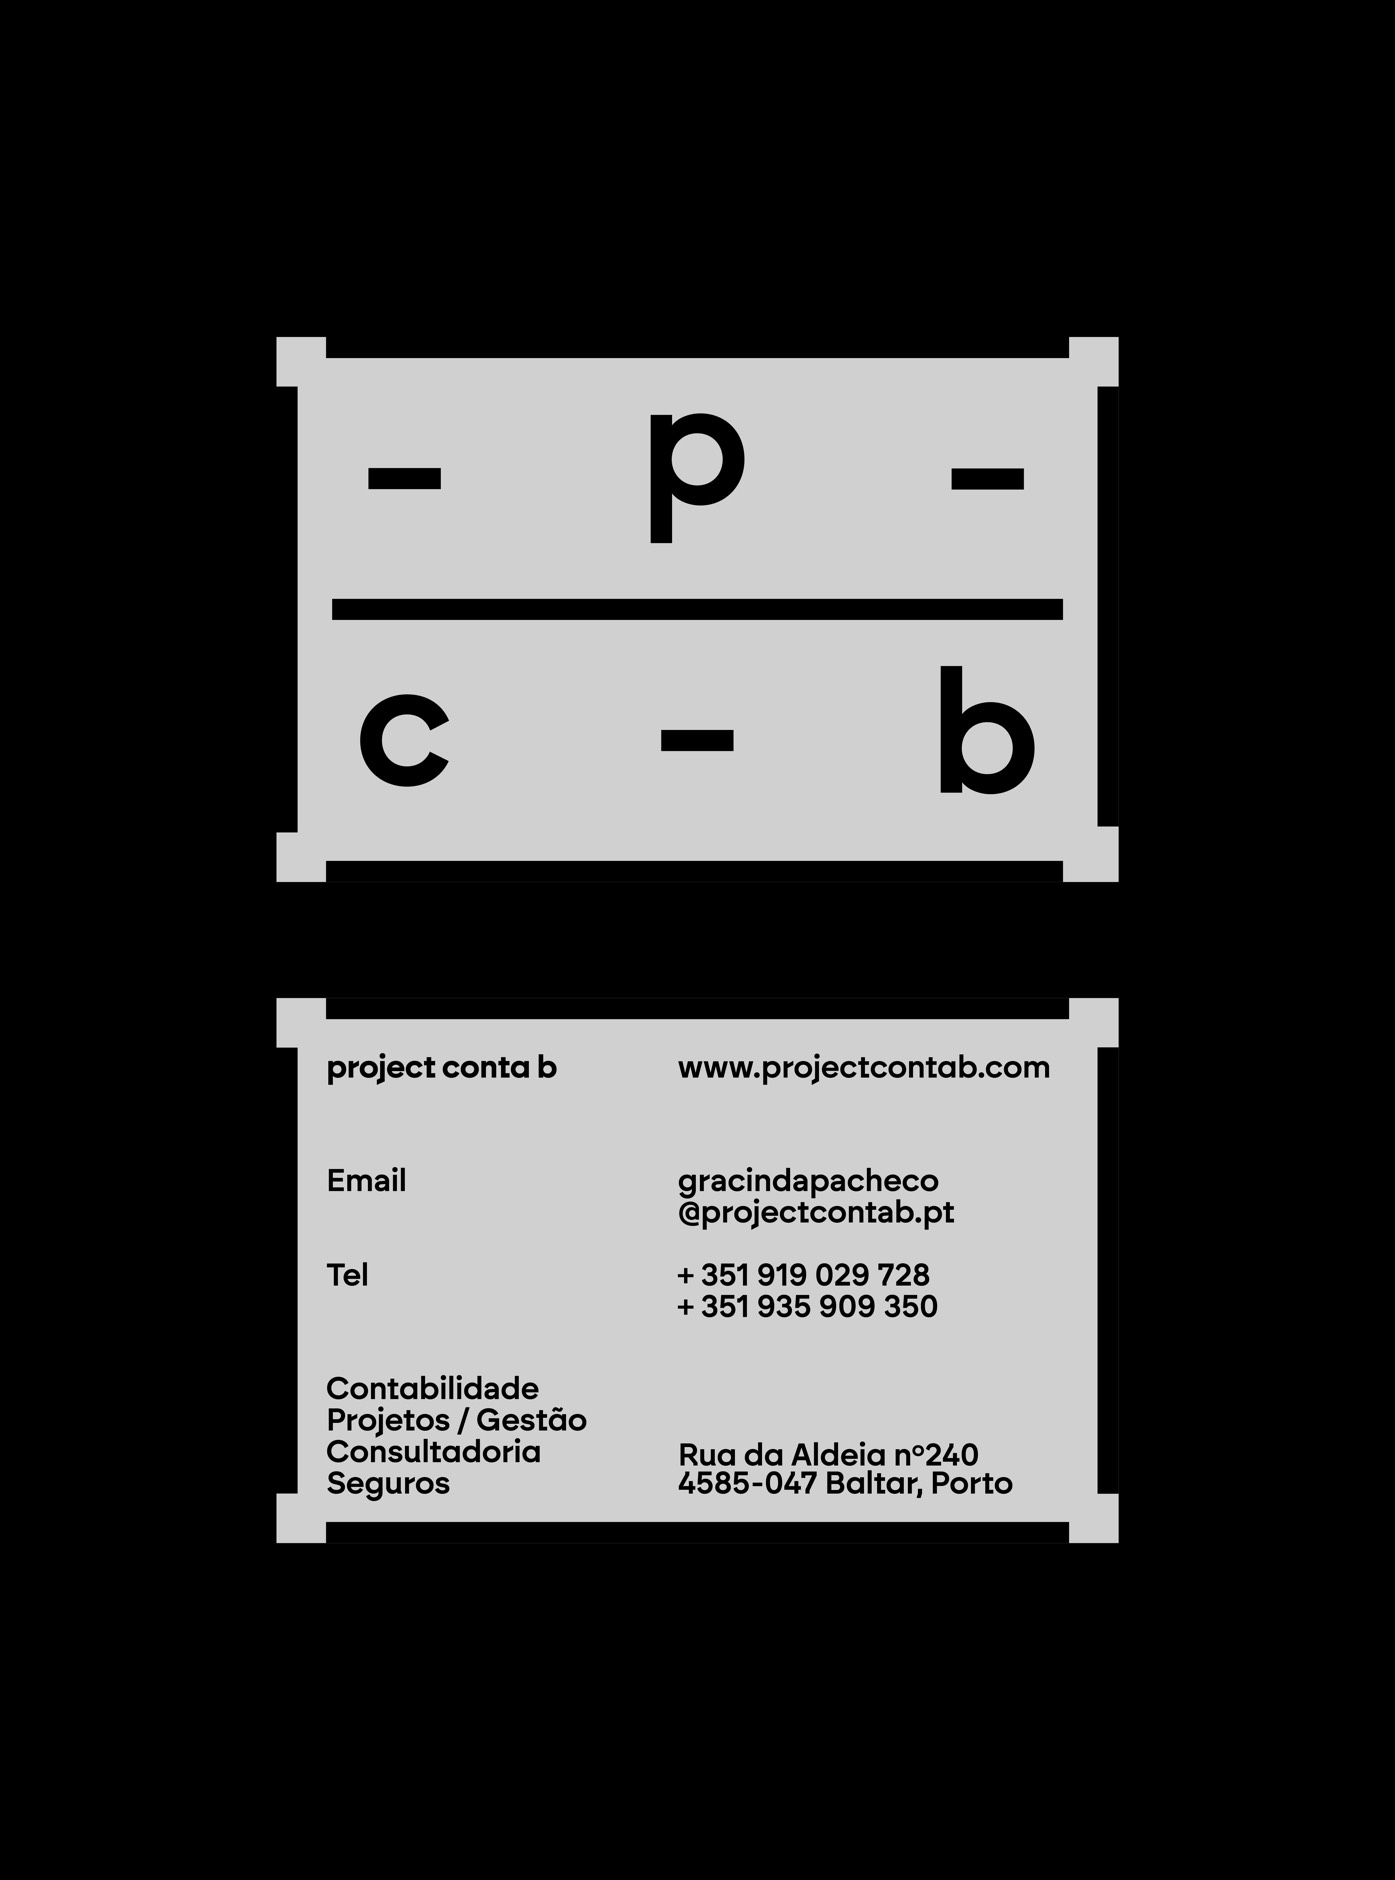 - p -
c - b
project conta b
www.projectcontab.com
Email
gracindapacheco
@projectcontab.pt
Tel
+ 351 919 029 728
+ 351 935 909 350
Contabilidade
Projetos / Gestão
Consultadoria
Seguros
Rua da Aldeia nº240
4585-047 Baltar, Porto